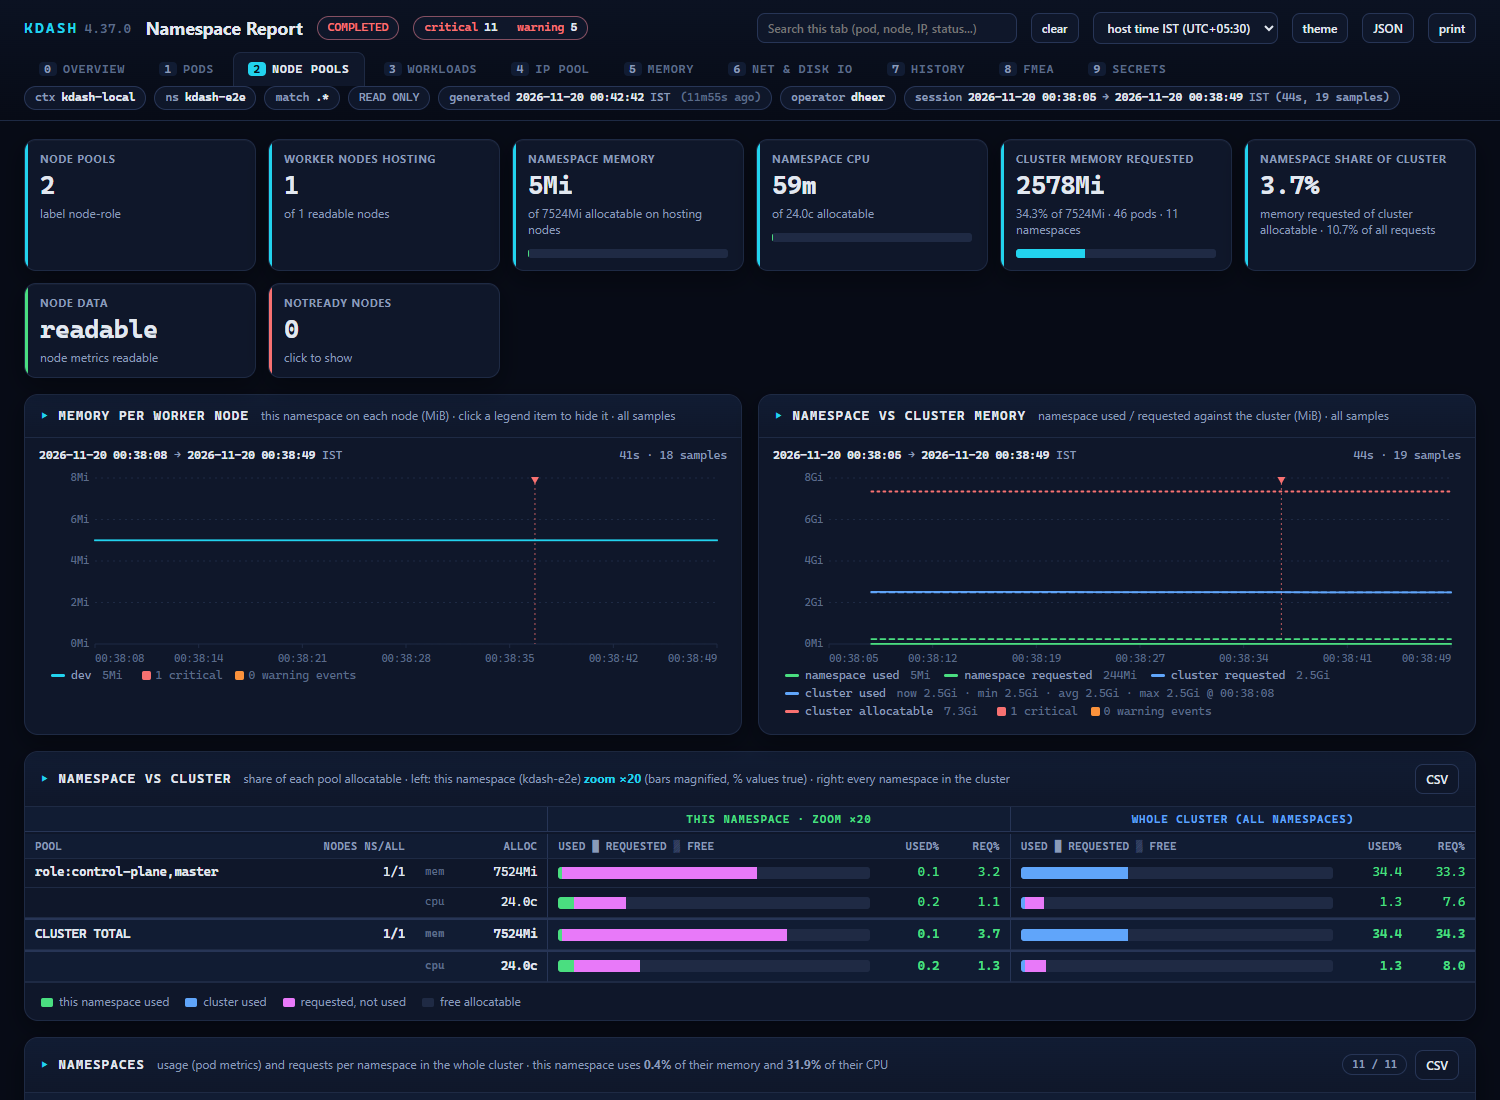 KDASH 4.37.0 Namespace Report COMPLETED critical 11 warning 5 Search this tab (pod, node, IP, status...) clear host time IST (UTC+05:30) theme JSON print
0 OVERVIEW 1 PODS 2 NODE POOLS 3 WORKLOADS 4 IP POOL 5 MEMORY 6 NET & DISK IO 7 HISTORY 8 FMEA 9 SECRETS
ctx kdash-local ns kdash-e2e match .* READ ONLY generated 2026-11-20 00:42:42 IST (11m55s ago) operator dheer session 2026-11-20 00:38:05 → 2026-11-20 00:38:49 IST (44s, 19 samples)
NODE POOLS
2
label node-role
WORKER NODES HOSTING
1
of 1 readable nodes
NAMESPACE MEMORY
5Mi
of 7524Mi allocatable on hosting
nodes
NAMESPACE CPU
59m
of 24.0c allocatable
CLUSTER MEMORY REQUESTED
2578Mi
34.3% of 7524Mi · 46 pods · 11
namespaces
NAMESPACE SHARE OF CLUSTER
3.7%
memory requested of cluster
allocatable · 10.7% of all requests
NODE DATA
readable
node metrics readable
NOTREADY NODES
0
click to show
▸ MEMORY PER WORKER NODE this namespace on each node (MiB) · click a legend item to hide it · all samples
2026-11-20 00:38:08 → 2026-11-20 00:38:49 IST 41s · 18 samples
8Mi
6Mi
4Mi
2Mi
0Mi
00:38:08 00:38:14 00:38:21 00:38:28 00:38:35 00:38:42 00:38:49
dev 5Mi 1 critical 0 warning events
▸ NAMESPACE VS CLUSTER MEMORY namespace used / requested against the cluster (MiB) · all samples
2026-11-20 00:38:05 → 2026-11-20 00:38:49 IST 44s · 19 samples
8Gi
6Gi
4Gi
2Gi
0Mi
00:38:05 00:38:12 00:38:19 00:38:27 00:38:34 00:38:41 00:38:49
namespace used 5Mi namespace requested 244Mi cluster requested 2.5Gi
cluster used now 2.5Gi · min 2.5Gi · avg 2.5Gi · max 2.5Gi @ 00:38:08
cluster allocatable 7.3Gi 1 critical 0 warning events
▸ NAMESPACE VS CLUSTER share of each pool allocatable · left: this namespace (kdash-e2e) zoom ×20 (bars magnified, % values true) · right: every namespace in the cluster CSV
THIS NAMESPACE · ZOOM ×20 WHOLE CLUSTER (ALL NAMESPACES)
POOL NODES NS/ALL ALLOC USED █ REQUESTED █ FREE USED% REQ% USED █ REQUESTED █ FREE USED% REQ%
role:control-plane,master 1/1 mem 7524Mi 0.1 3.2 34.4 33.3
cpu 24.0c 0.2 1.1 1.3 7.6
CLUSTER TOTAL 1/1 mem 7524Mi 0.1 3.7 34.4 34.3
cpu 24.0c 0.2 1.3 1.3 8.0
this namespace used cluster used requested, not used free allocatable
▸ NAMESPACES usage (pod metrics) and requests per namespace in the whole cluster · this namespace uses 0.4% of their memory and 31.9% of their CPU 11 / 11 CSV